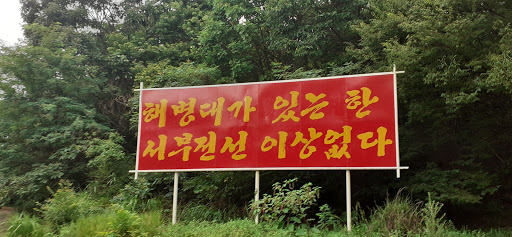 해병대가 있는 한
서부전선 이상없다